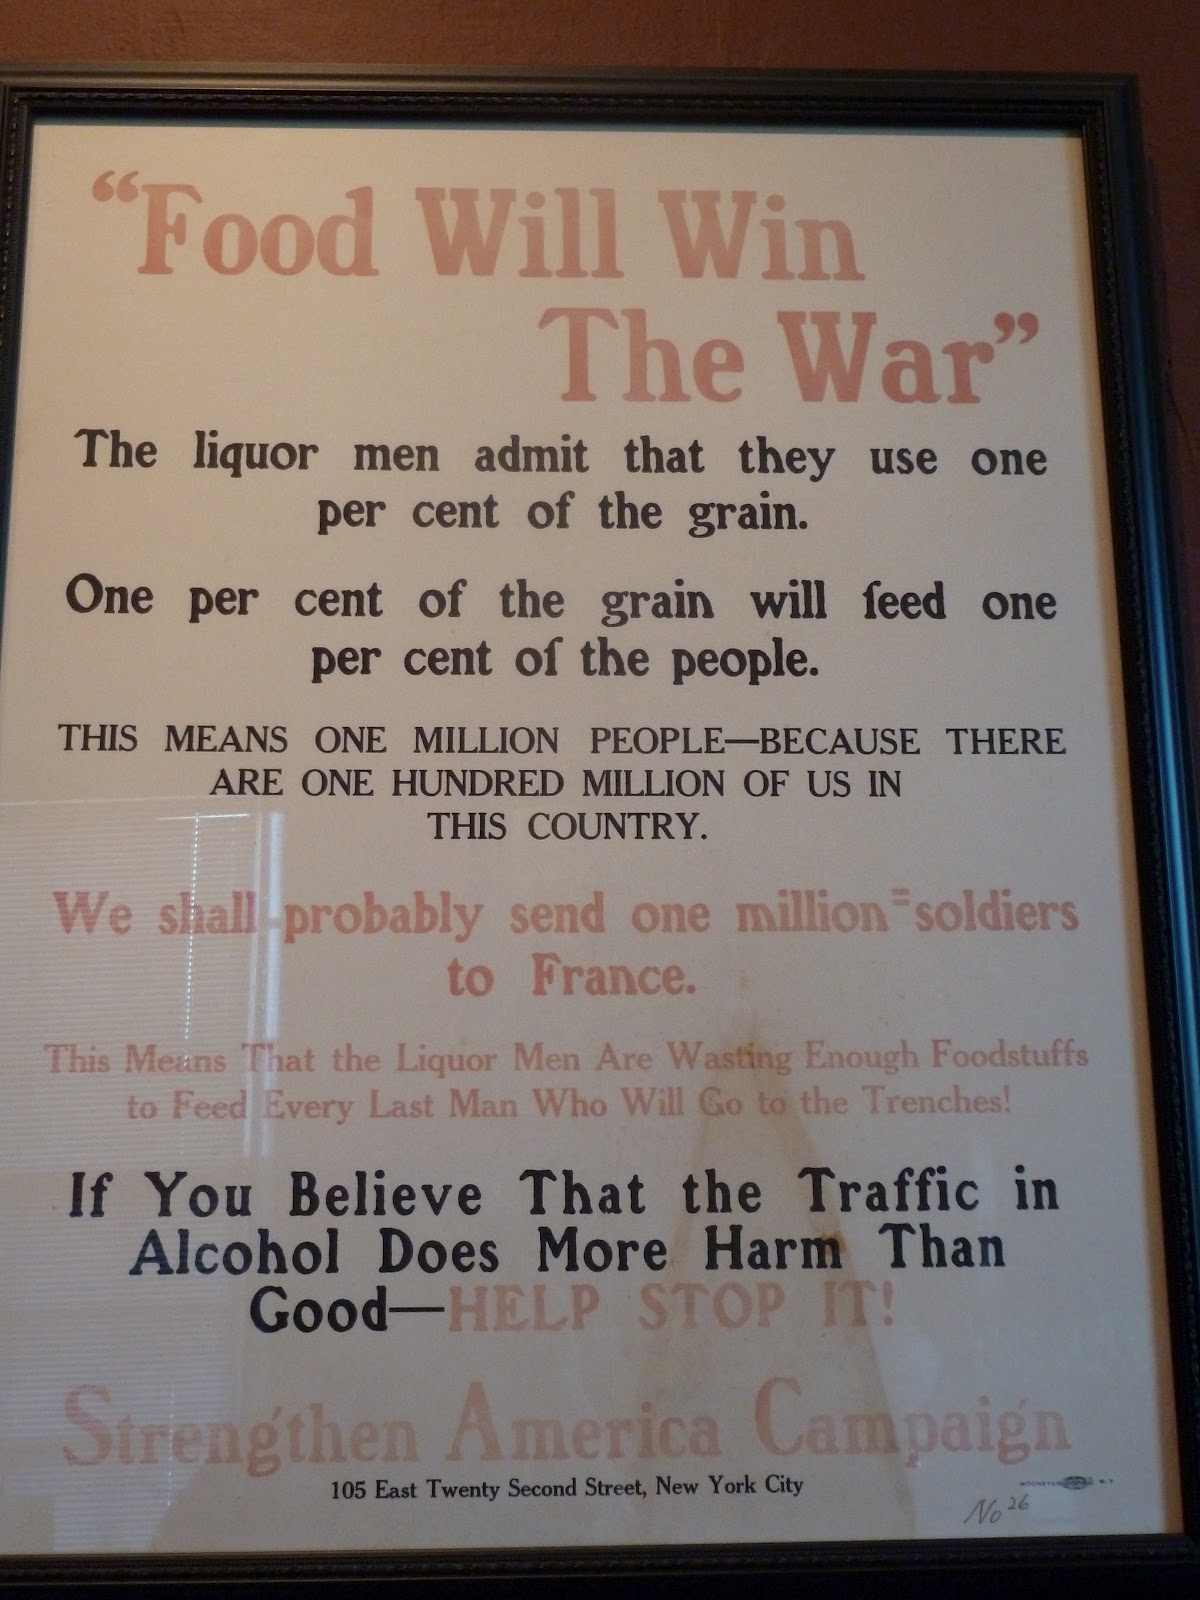 “Food Will Win
The War”
The liquor men admit that they use one
per cent of the grain.
One per cent of the grain will feed one
per cent of the people.
THIS MEANS ONE MILLION PEOPLE—BECAUSE THERE
ARE ONE HUNDRED MILLION OF US IN
THIS COUNTRY.
We shall probably send one million=soldiers
to France.
This Means That the Liquor Men Are Wasting Enough Foodstuffs
to Feed Every Last Man Who Will Go to the Trenches!
If You Believe That the Traffic in
Alcohol Does More Harm Than
Good—HELP STOP IT!
Strengthen America Campaign
105 East Twenty Second Street, New York City
N.Y.
No 26